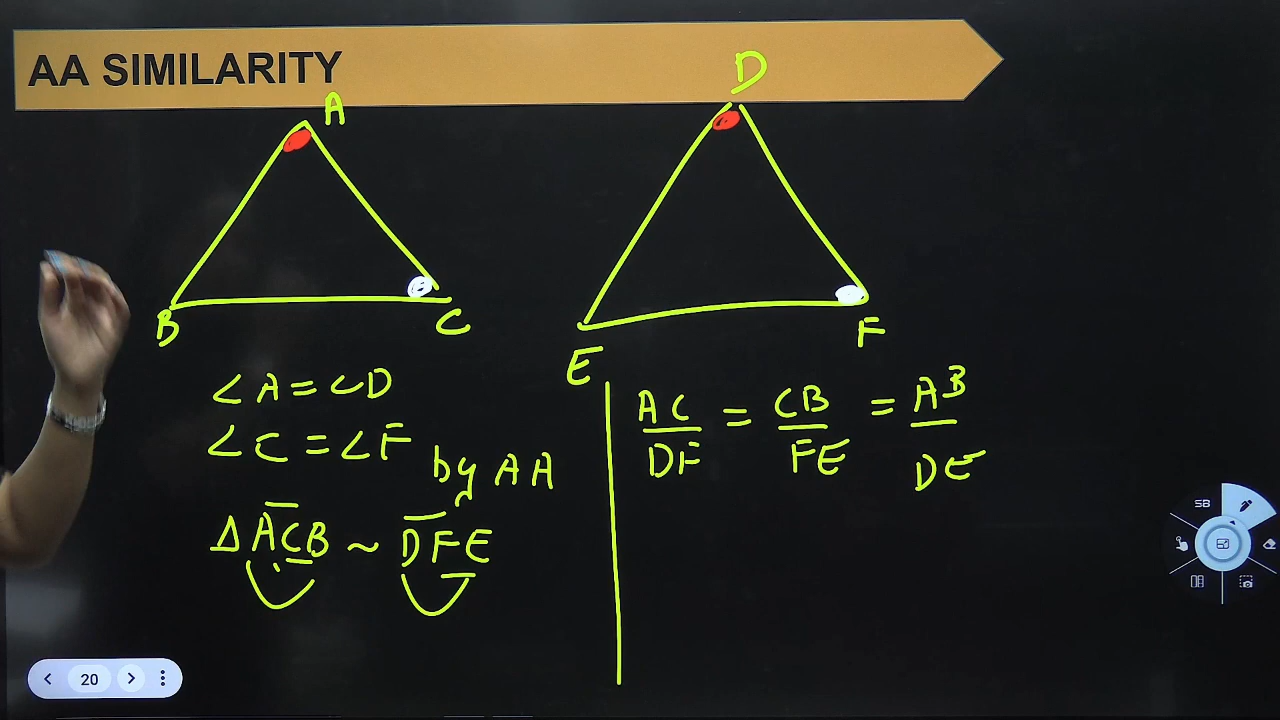 AA SIMILARITY
A
D
B
C
E
F
∠A = ∠D
∠C = ∠F
by AA
ΔACB ~ DFE
AC/DF = CB/FE = AB/DE
SB
20